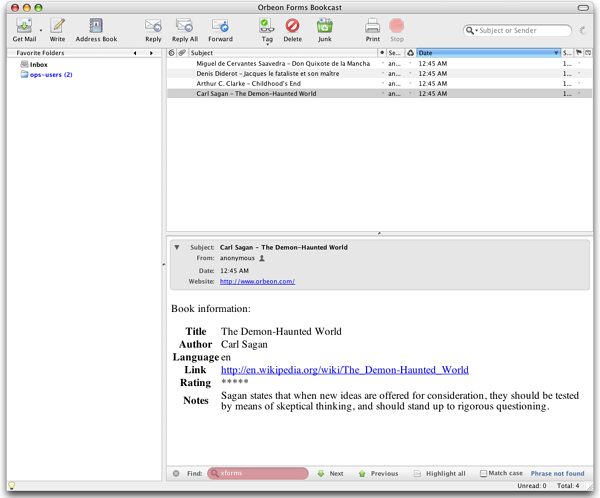 Orbeon Forms Bookcast
Get Mail Write Address Book Reply Reply All Forward Tag Delete Junk Print Stop Subject or Sender
Favorite Folders Subject Se... Date S...
Miguel de Cervantes Saavedra – Don Quixote de la Mancha an... 12:45 AM 1...
Denis Diderot – Jacques le fataliste et son maître an... 12:45 AM 1...
Arthur C. Clarke – Childhood's End an... 12:45 AM 1...
Carl Sagan – The Demon-Haunted World an... 12:45 AM 1...
Inbox
ops-users (2)
Subject: Carl Sagan – The Demon-Haunted World
From: anonymous
Date: 12:45 AM
Website: http://www.orbeon.com/
Book information:
Title The Demon-Haunted World
Author Carl Sagan
Language en
Link http://en.wikipedia.org/wiki/The_Demon-Haunted_World
Rating *****
Notes Sagan states that when new ideas are offered for consideration, they should be tested
by means of skeptical thinking, and should stand up to rigorous questioning.
Find: xforms Next Previous Highlight all Match case Phrase not found
Unread: 0 Total: 4